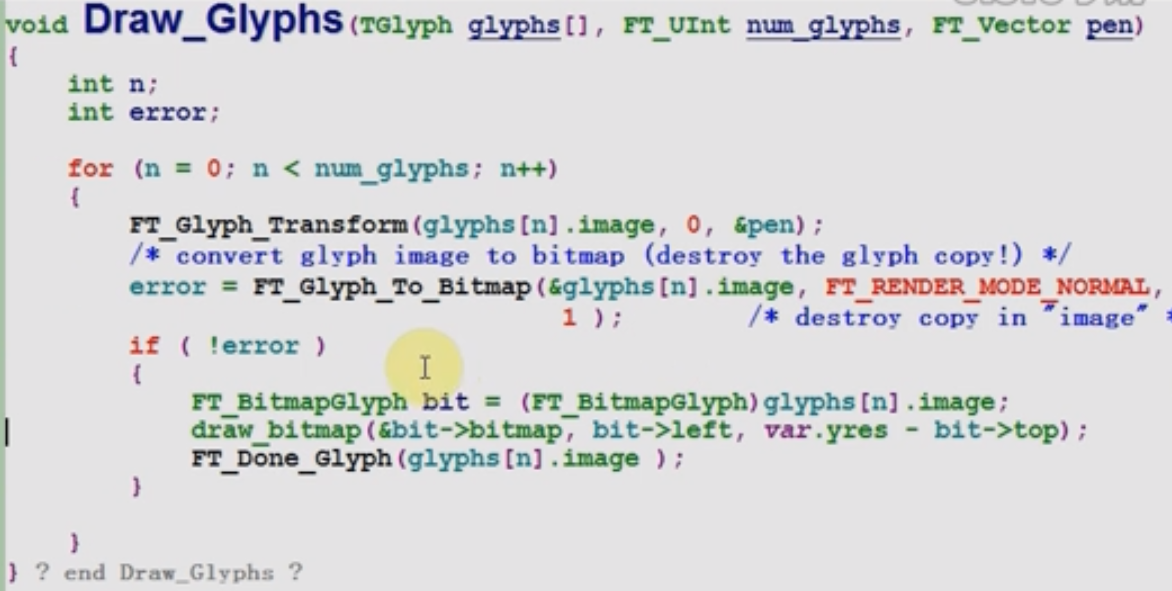 void Draw_Glyphs(TGlyph glyphs[], FT_UInt num_glyphs, FT_Vector pen)
{
    int n;
    int error;

    for (n = 0; n < num_glyphs; n++)
    {
        FT_Glyph_Transform(glyphs[n].image, 0, &pen);
        /* convert glyph image to bitmap (destroy the glyph copy!) */
        error = FT_Glyph_To_Bitmap(&glyphs[n].image, FT_RENDER_MODE_NORMAL,
                                    1 );        /* destroy copy in "image" *
        if ( !error )
        {
            FT_BitmapGlyph bit = (FT_BitmapGlyph)glyphs[n].image;
            draw_bitmap(&bit->bitmap, bit->left, var.yres - bit->top);
            FT_Done_Glyph(glyphs[n].image );
        }

    }
} ? end Draw_Glyphs ?